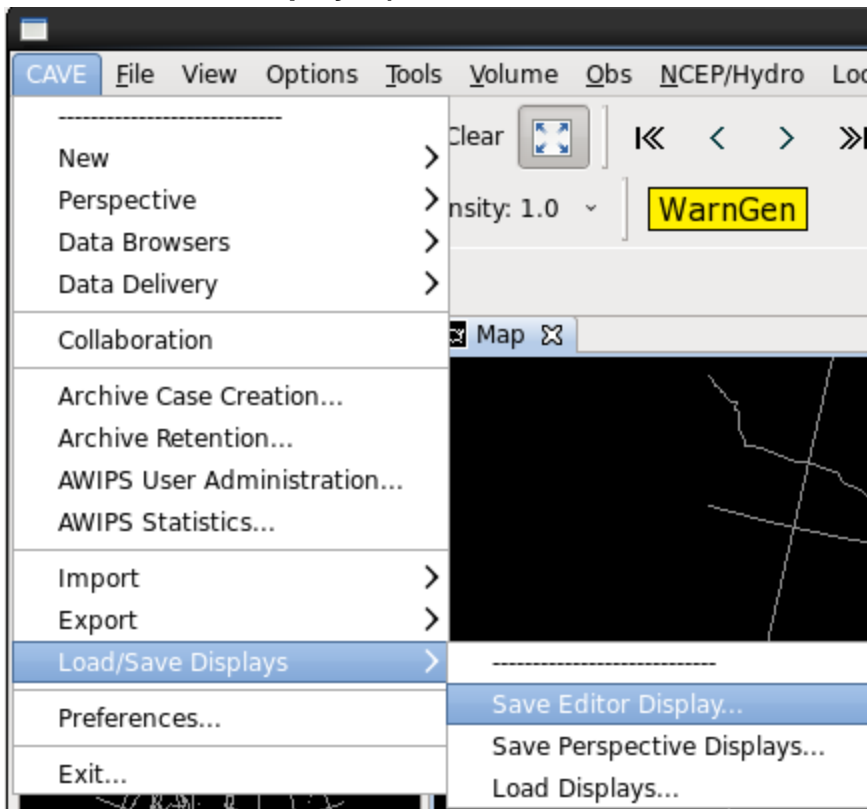 CAVE File View Options Tools Volume Obs NCEP/Hydro Loc
Clear
nsity: 1.0 WarnGen
Map
----------------------------
New
Perspective
Data Browsers
Data Delivery
Collaboration
Archive Case Creation...
Archive Retention...
AWIPS User Administration...
AWIPS Statistics...
Import
Export
Load/Save Displays
Preferences...
Exit...
----------------------------
Save Editor Display...
Save Perspective Displays...
Load Displays...